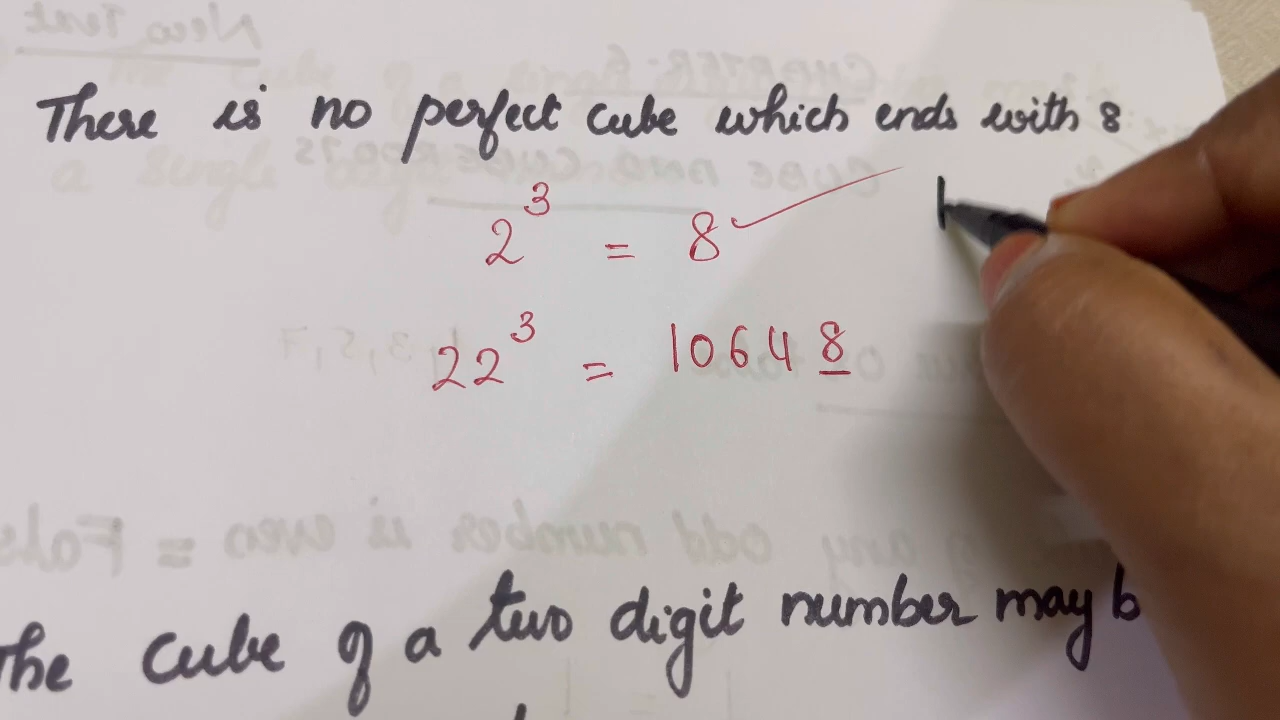 There is no perfect cube which ends with 8
2³ = 8
22³ = 10648
The cube of a two digit number may b